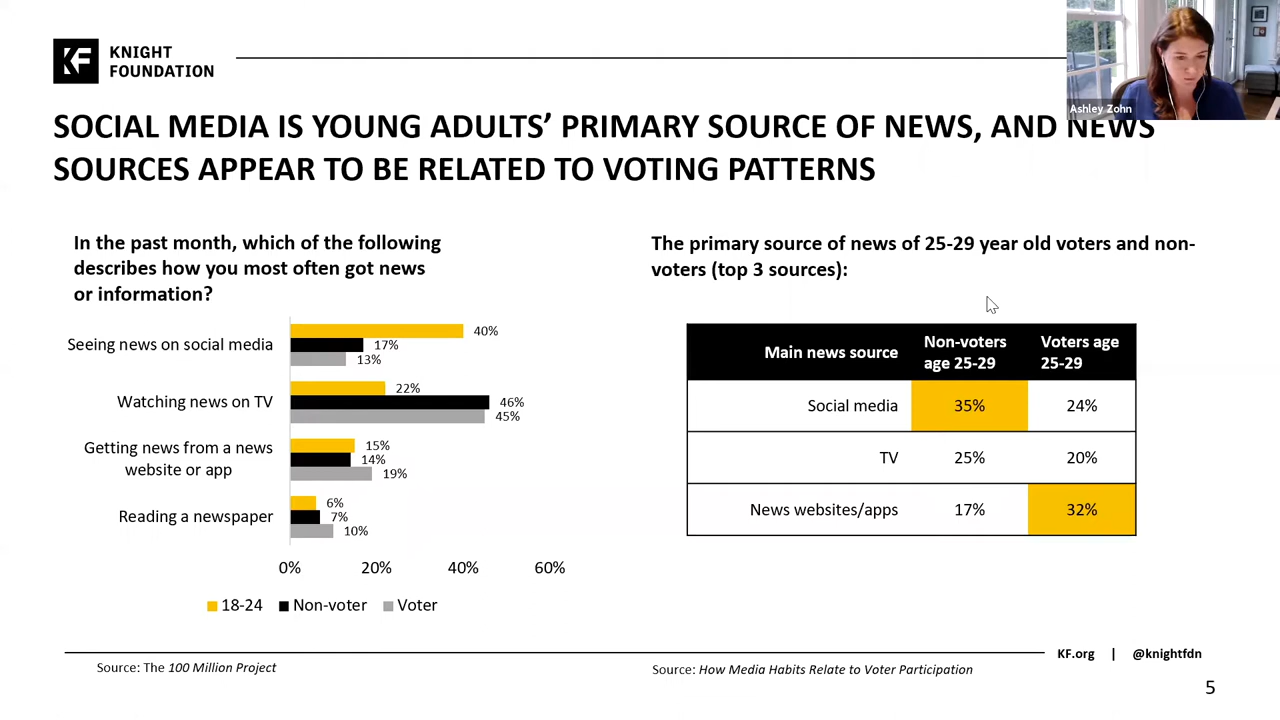 KNIGHT
FOUNDATION
Ashley Zohn
SOCIAL MEDIA IS YOUNG ADULTS’ PRIMARY SOURCE OF NEWS, AND NEWS
SOURCES APPEAR TO BE RELATED TO VOTING PATTERNS
In the past month, which of the following
describes how you most often got news
or information?
Seeing news on social media
40%
17%
13%
Watching news on TV
22%
46%
45%
Getting news from a news
website or app
15%
14%
19%
Reading a newspaper
6%
7%
10%
0% 20% 40% 60%
18-24 Non-voter Voter
Source: The 100 Million Project
The primary source of news of 25-29 year old voters and non-
voters (top 3 sources):
Main news source
Non-voters
age 25-29
Voters age
25-29
Social media 35% 24%
TV 25% 20%
News websites/apps 17% 32%
Source: How Media Habits Relate to Voter Participation
KF.org | @knightfdn
5